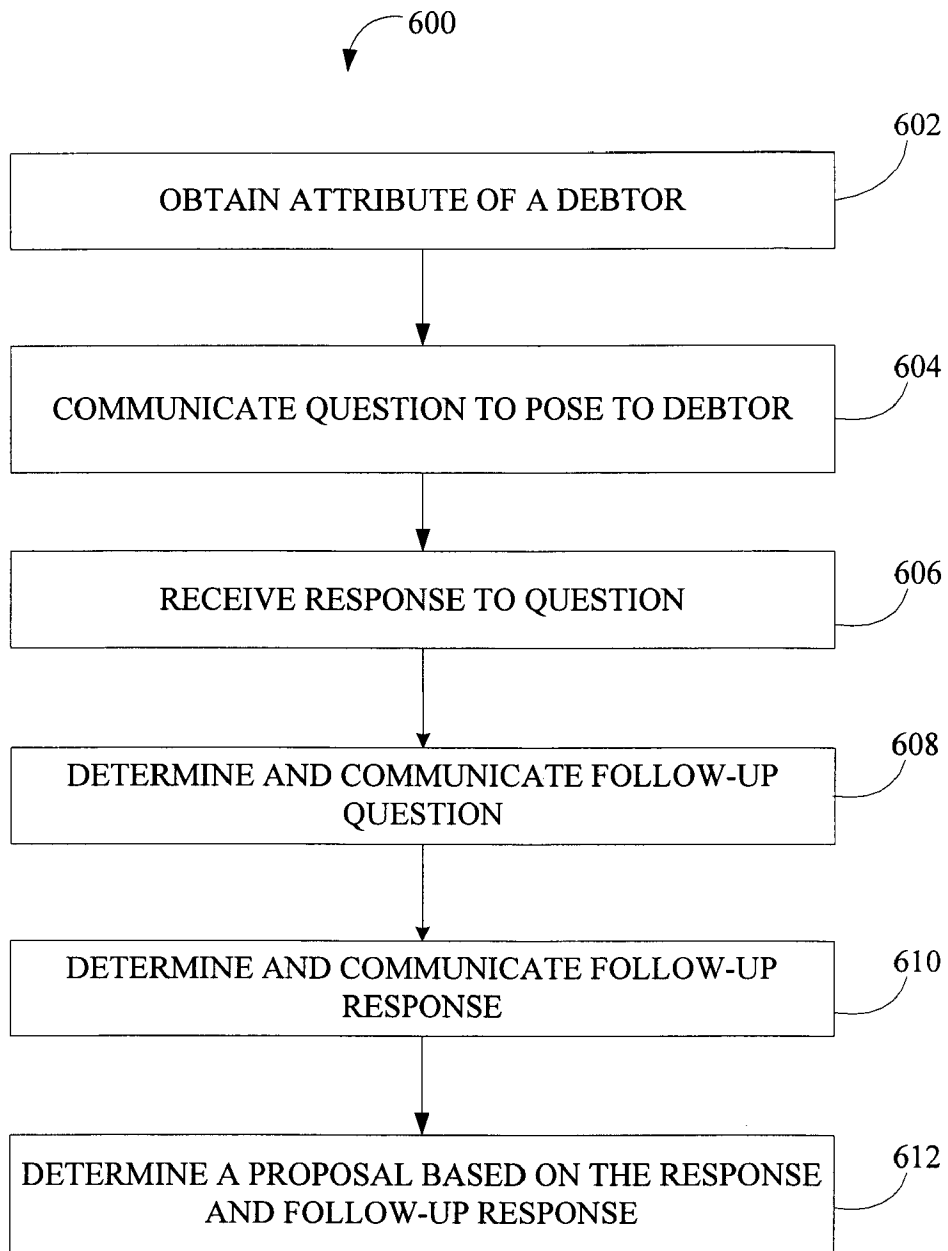 600
602
OBTAIN ATTRIBUTE OF A DEBTOR
604
COMMUNICATE QUESTION TO POSE TO DEBTOR
606
RECEIVE RESPONSE TO QUESTION
608
DETERMINE AND COMMUNICATE FOLLOW-UP
QUESTION
610
DETERMINE AND COMMUNICATE FOLLOW-UP
RESPONSE
612
DETERMINE A PROPOSAL BASED ON THE RESPONSE
AND FOLLOW-UP RESPONSE